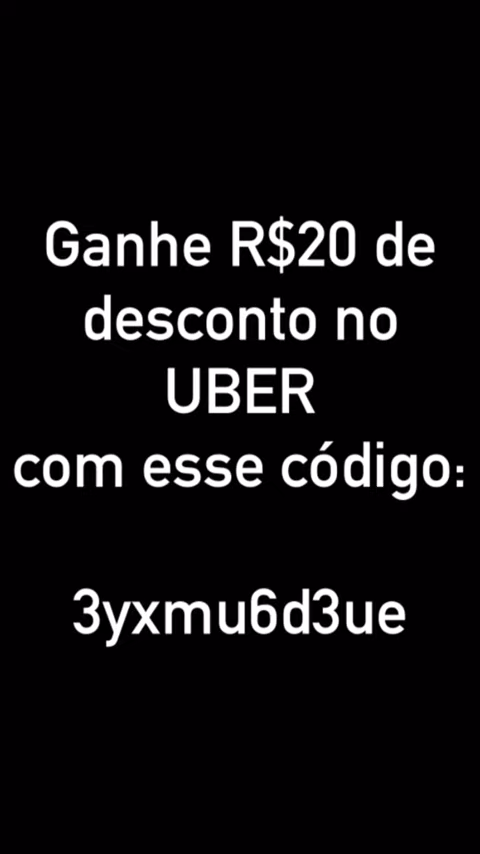 Ganhe R$20 de
desconto no
UBER
com esse código:
3yxmu6d3ue